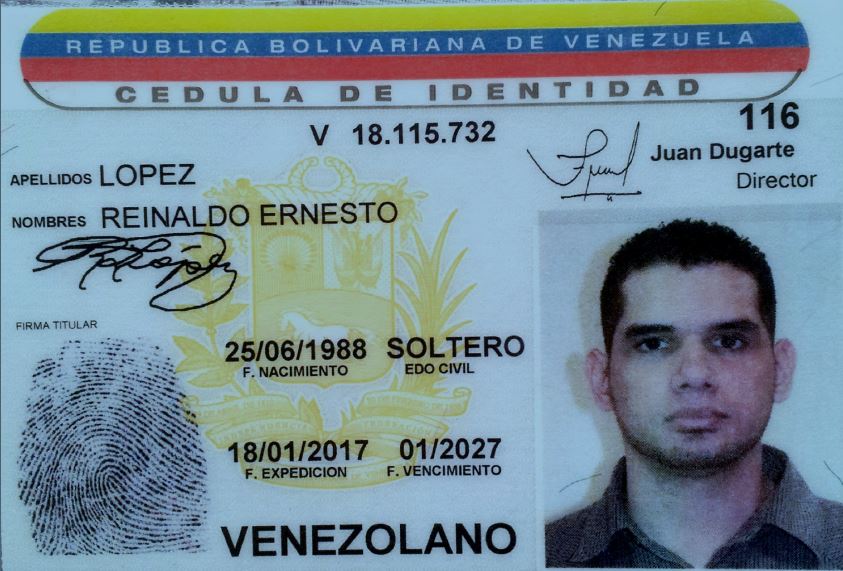 REPUBLICA BOLIVARIANA DE VENEZUELA
CEDULA DE IDENTIDAD
V 18.115.732
116
Juan Dugarte
Director
APELLIDOS LOPEZ
NOMBRES REINALDO ERNESTO
FIRMA TITULAR
25/06/1988 SOLTERO
F. NACIMIENTO EDO CIVIL
18/01/2017 01/2027
F. EXPEDICION F. VENCIMIENTO
VENEZOLANO